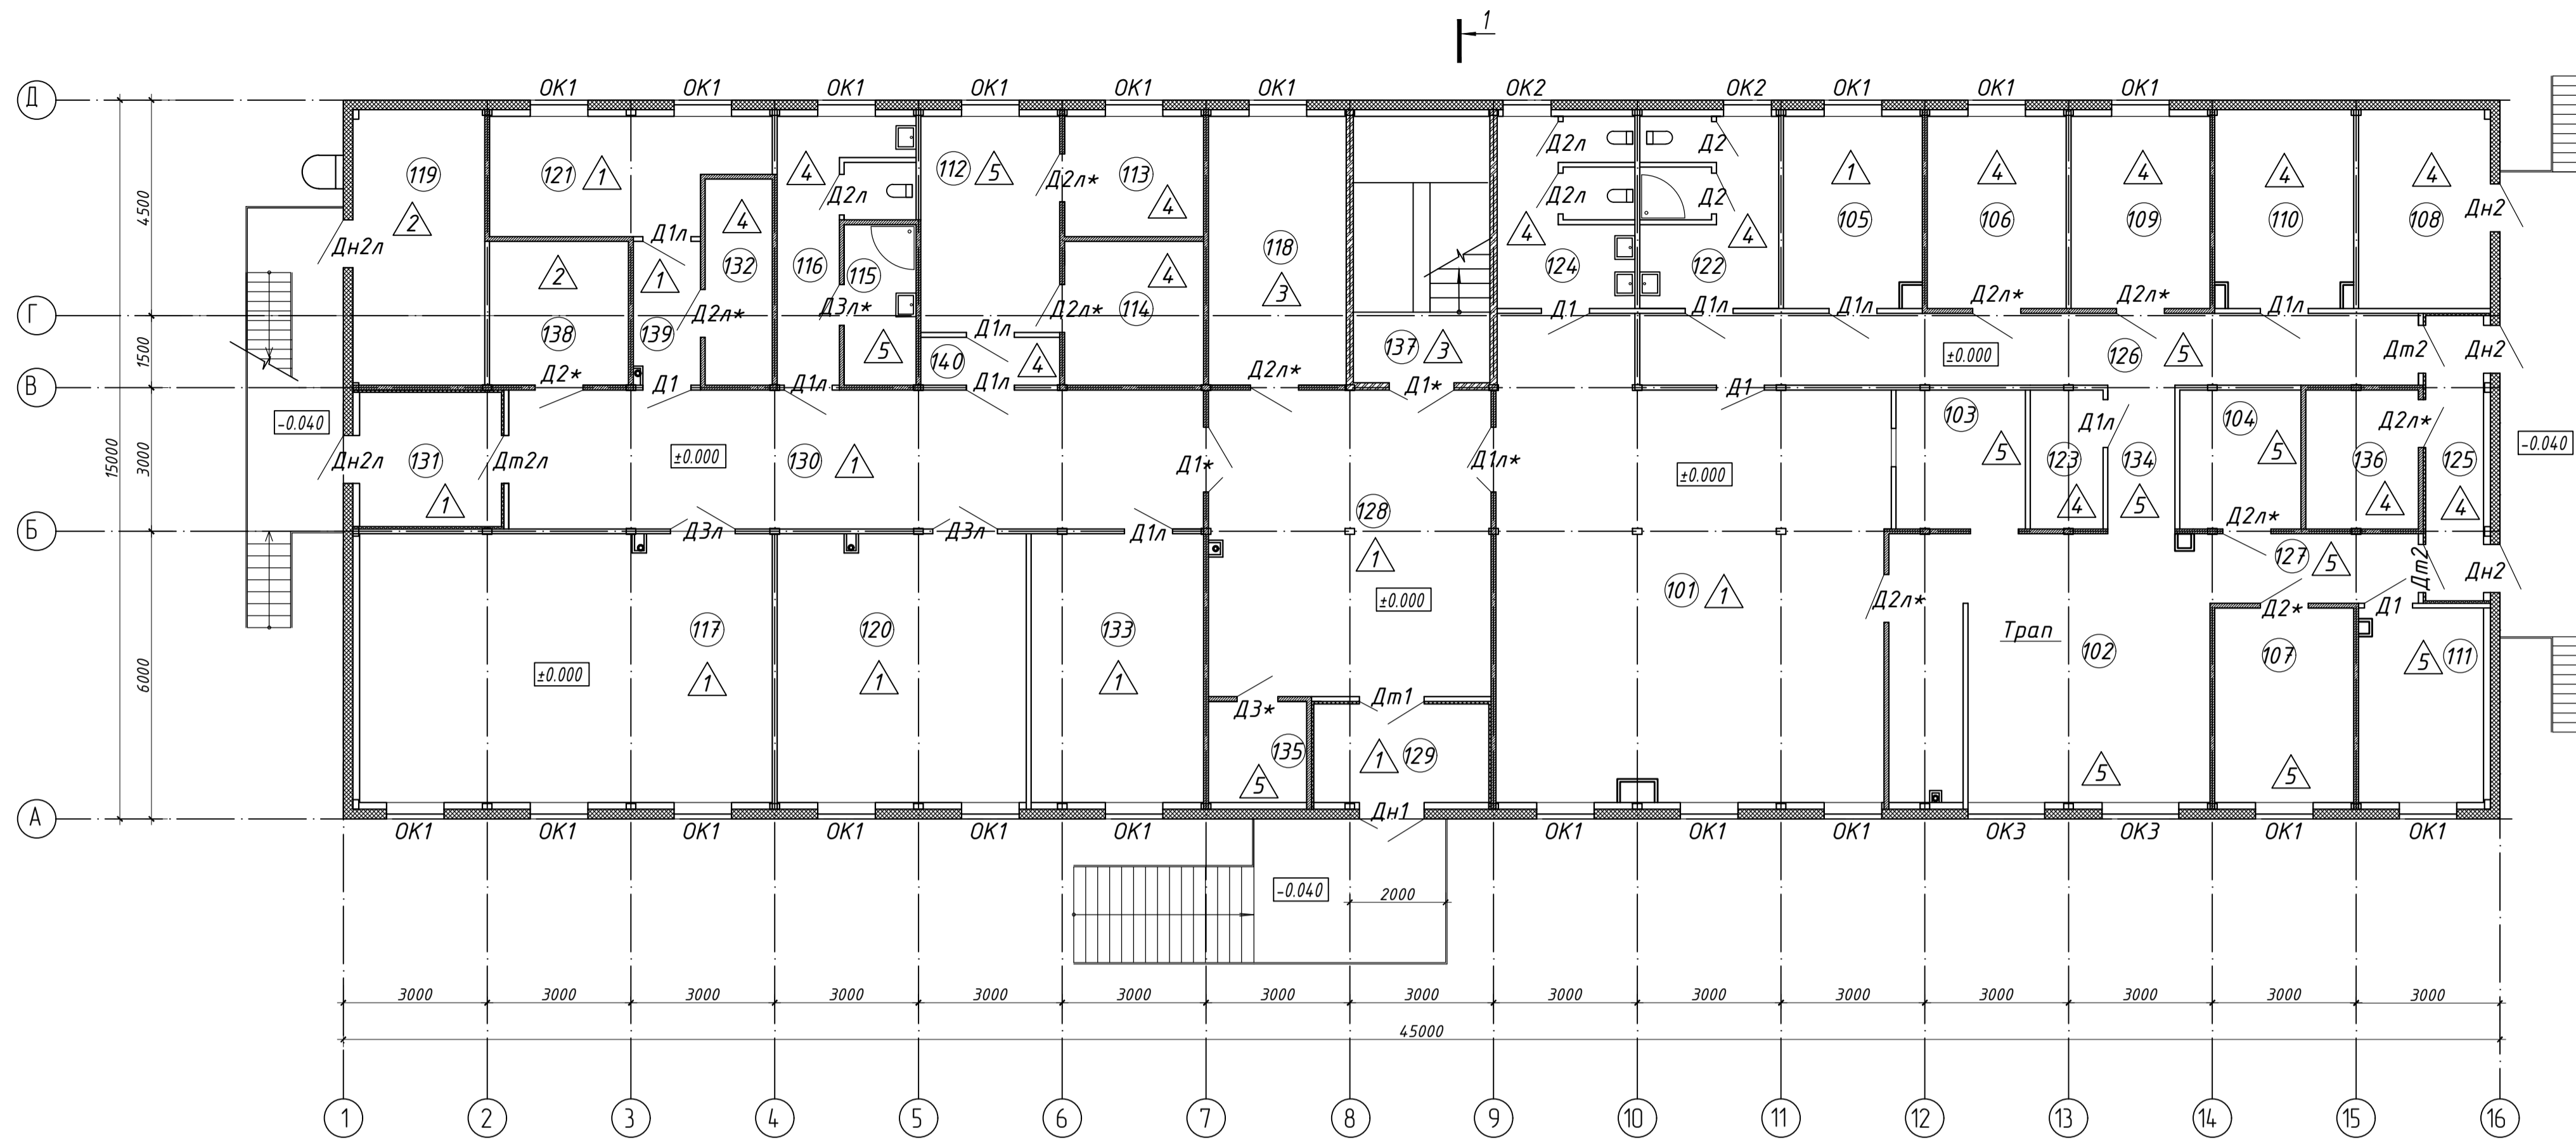 1
ОК1 ОК1 ОК1 ОК1 ОК1 ОК1 ОК2 ОК2 ОК1 ОК1 ОК1
Д
Д2л Д2
119 121 1 4 112 5 113 1 4 4 4 4
Д2л Д2л* Д2л Д2
4500 2 4 4 105 106 109 110 108 Дн2
Дн2л Д1л 132 118 4 4
2 1 116 115 4 3 124 122
Г
138 139 Д2л* Д3л* Д2л* 114 Д1 Д1л Д1л Д2л* Д2л* Д1л
1500 5 140 Д1л 4 137 3 ±0.000 126 5 Дт2 Дн2
В
Д2* Д1 Д1л Д1л Д2л* Д1* Д1
-0.040 103 Д1л 104 Д2л* -0.040
15000 3000 Дн2л 131 Дт2л ±0.000 130 1 Д1* Д1л* ±0.000 5 123 134 5 136 125
1 128 4 5 4 4
Б
Д3л Д3л Д1л Д2л*
1 127 5 Дт2 Дн2
±0.000 101 1 Д2л* Д2* Д1
6000 117 120 133 Трап 102 107 5 111
±0.000 1 1 1
Д3* Дт1
135 1 129
5 5 5
А
Дн1
ОК1 ОК1 ОК1 ОК1 ОК1 ОК1 ОК1 ОК1 ОК1 ОК3 ОК3 ОК1 ОК1
-0.040 2000
3000 3000 3000 3000 3000 3000 3000 3000 3000 3000 3000 3000 3000 3000 3000
45000
1 2 3 4 5 6 7 8 9 10 11 12 13 14 15 16